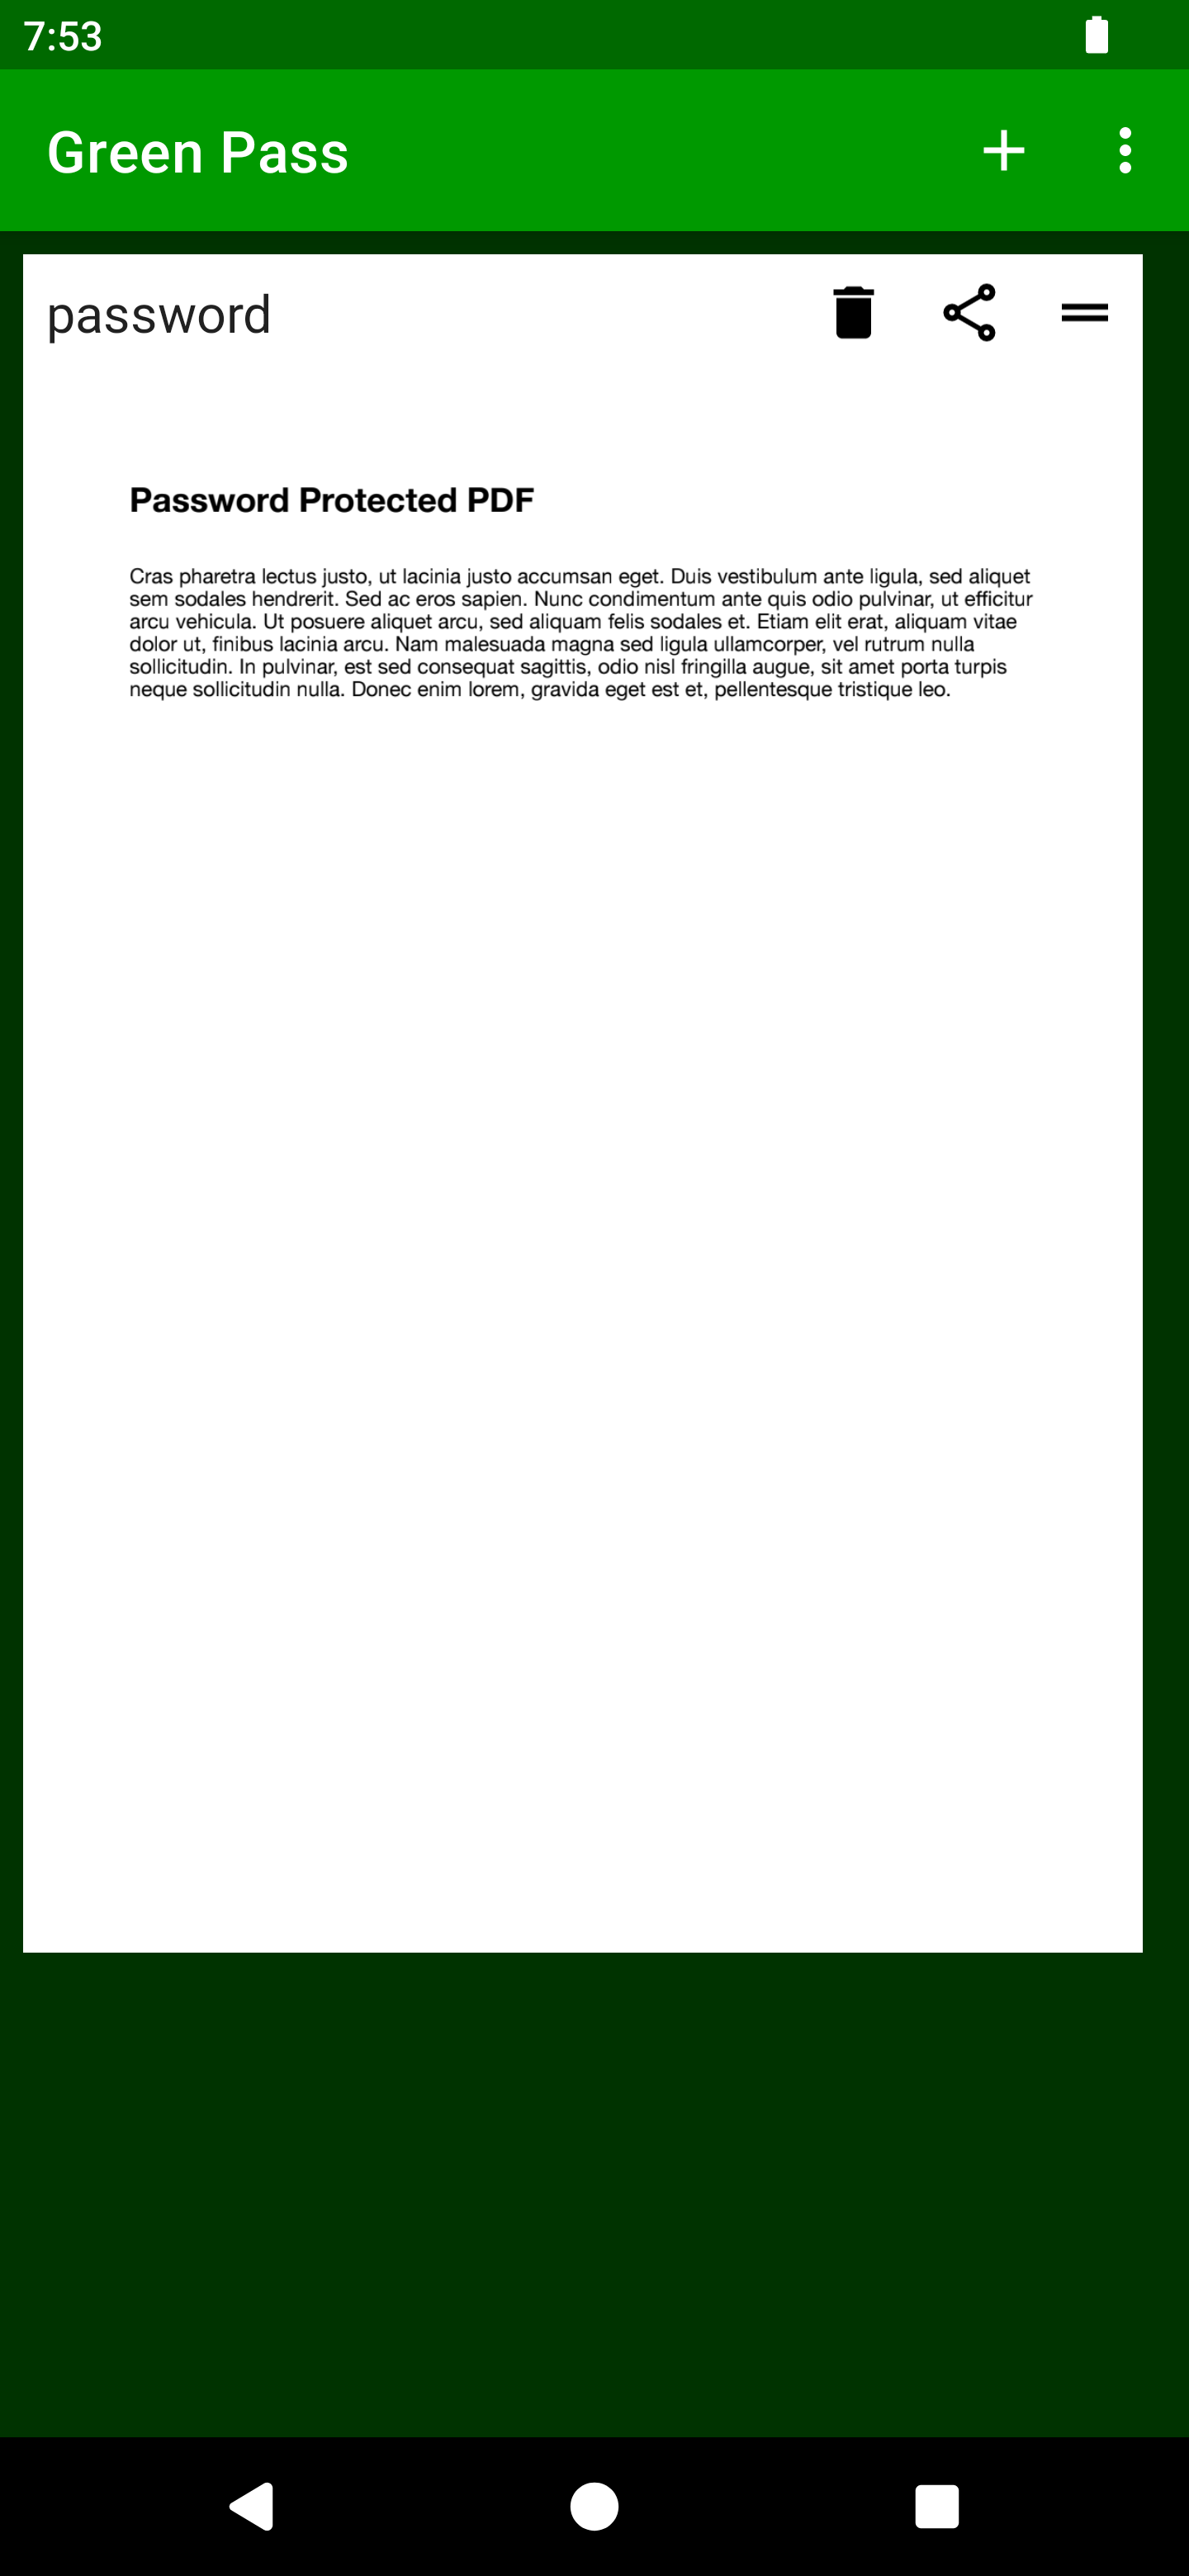 7:53
Green Pass
password
Password Protected PDF
Cras pharetra lectus justo, ut lacinia justo accumsan eget. Duis vestibulum ante ligula, sed aliquet
sem sodales hendrerit. Sed ac eros sapien. Nunc condimentum ante quis odio pulvinar, ut efficitur
arcu vehicula. Ut posuere aliquet arcu, sed aliquam felis sodales et. Etiam elit erat, aliquam vitae
dolor ut, finibus lacinia arcu. Nam malesuada magna sed ligula ullamcorper, vel rutrum nulla
sollicitudin. In pulvinar, est sed consequat sagittis, odio nisl fringilla augue, sit amet porta turpis
neque sollicitudin nulla. Donec enim lorem, gravida eget est et, pellentesque tristique leo.